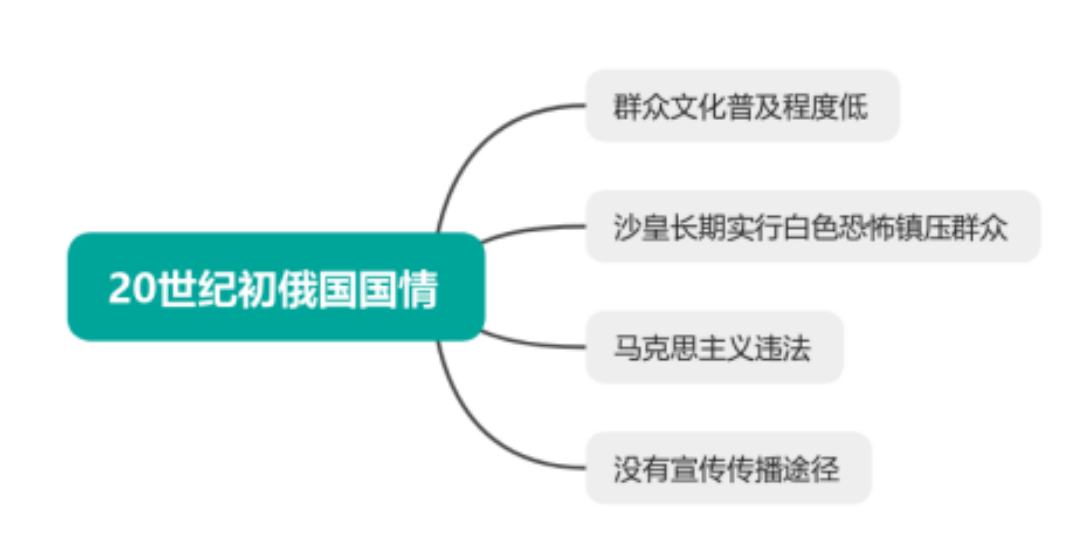 群众文化普及程度低
沙皇长期实行白色恐怖镇压群众
20世纪初俄国国情
马克思主义违法
没有宣传传播途径